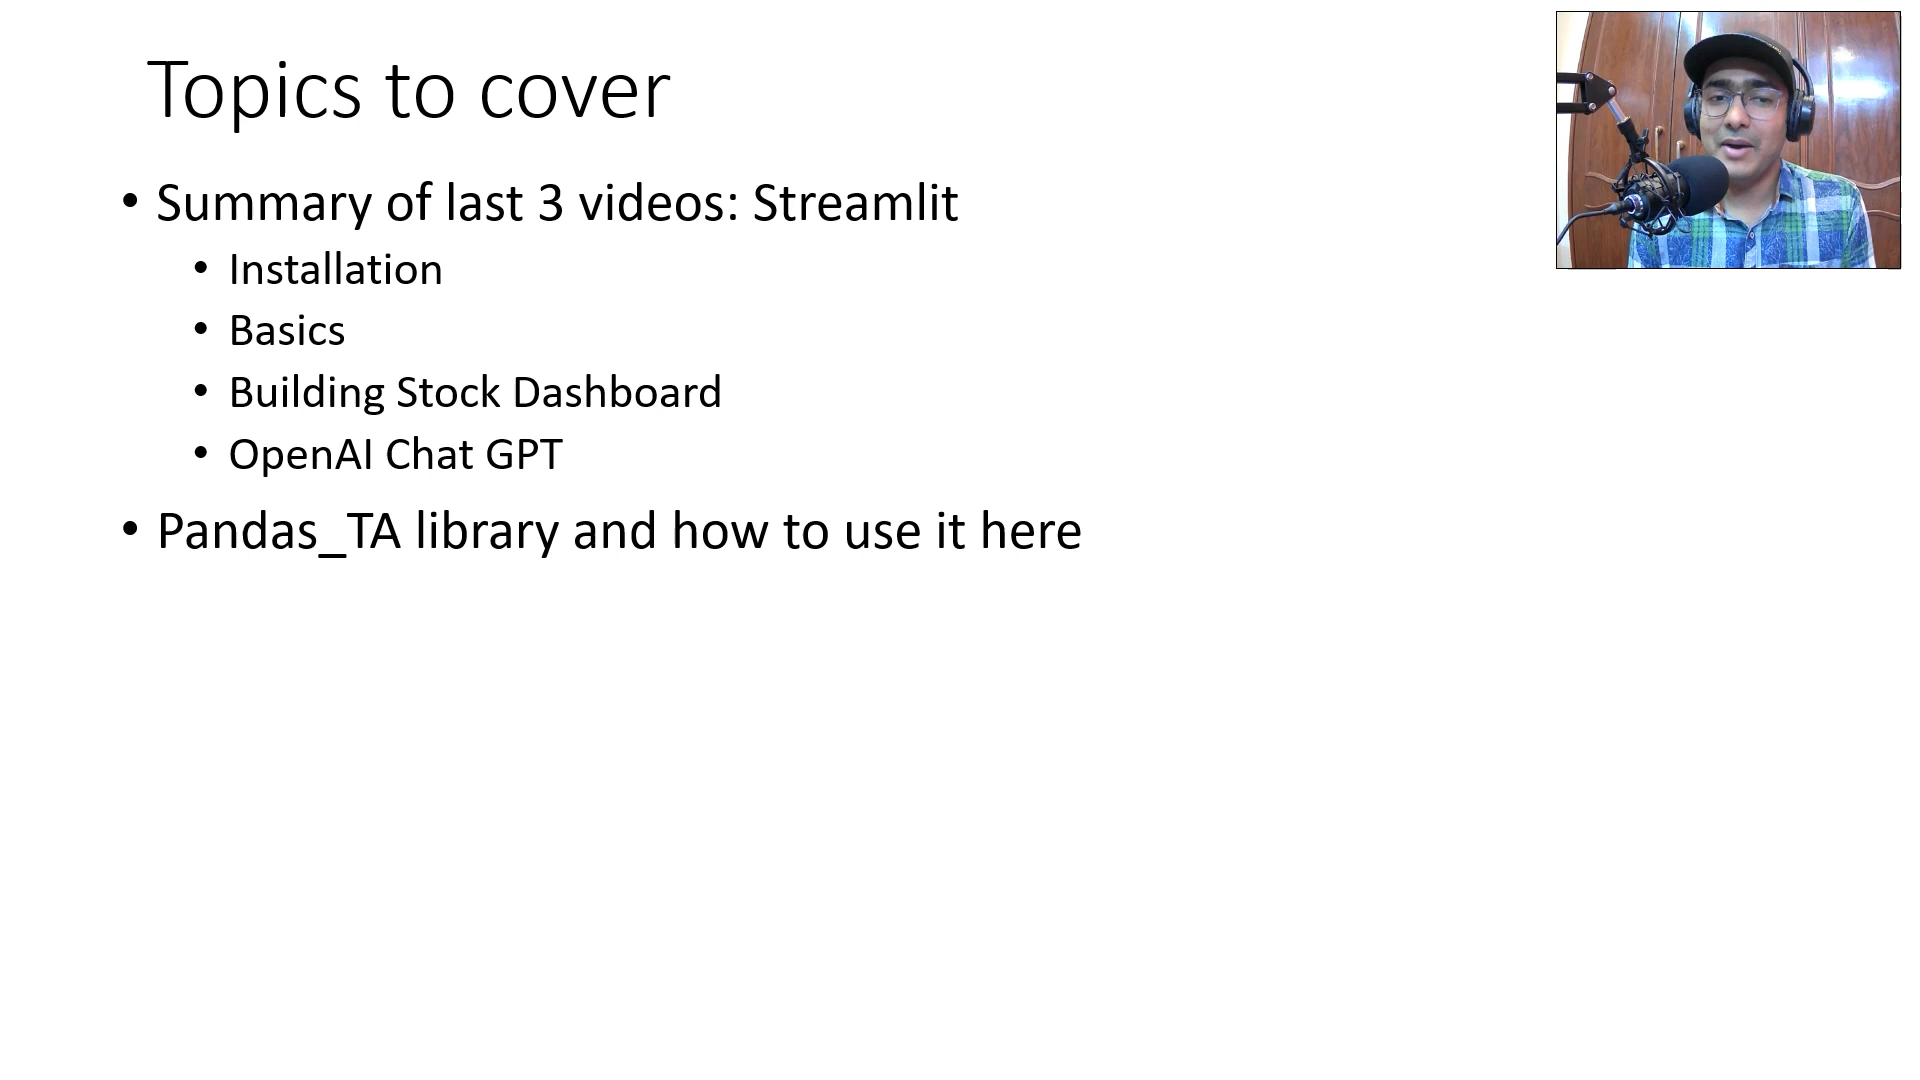 Topics to cover
• Summary of last 3 videos: Streamlit
• Installation
• Basics
• Building Stock Dashboard
• OpenAI Chat GPT
• Pandas_TA library and how to use it here